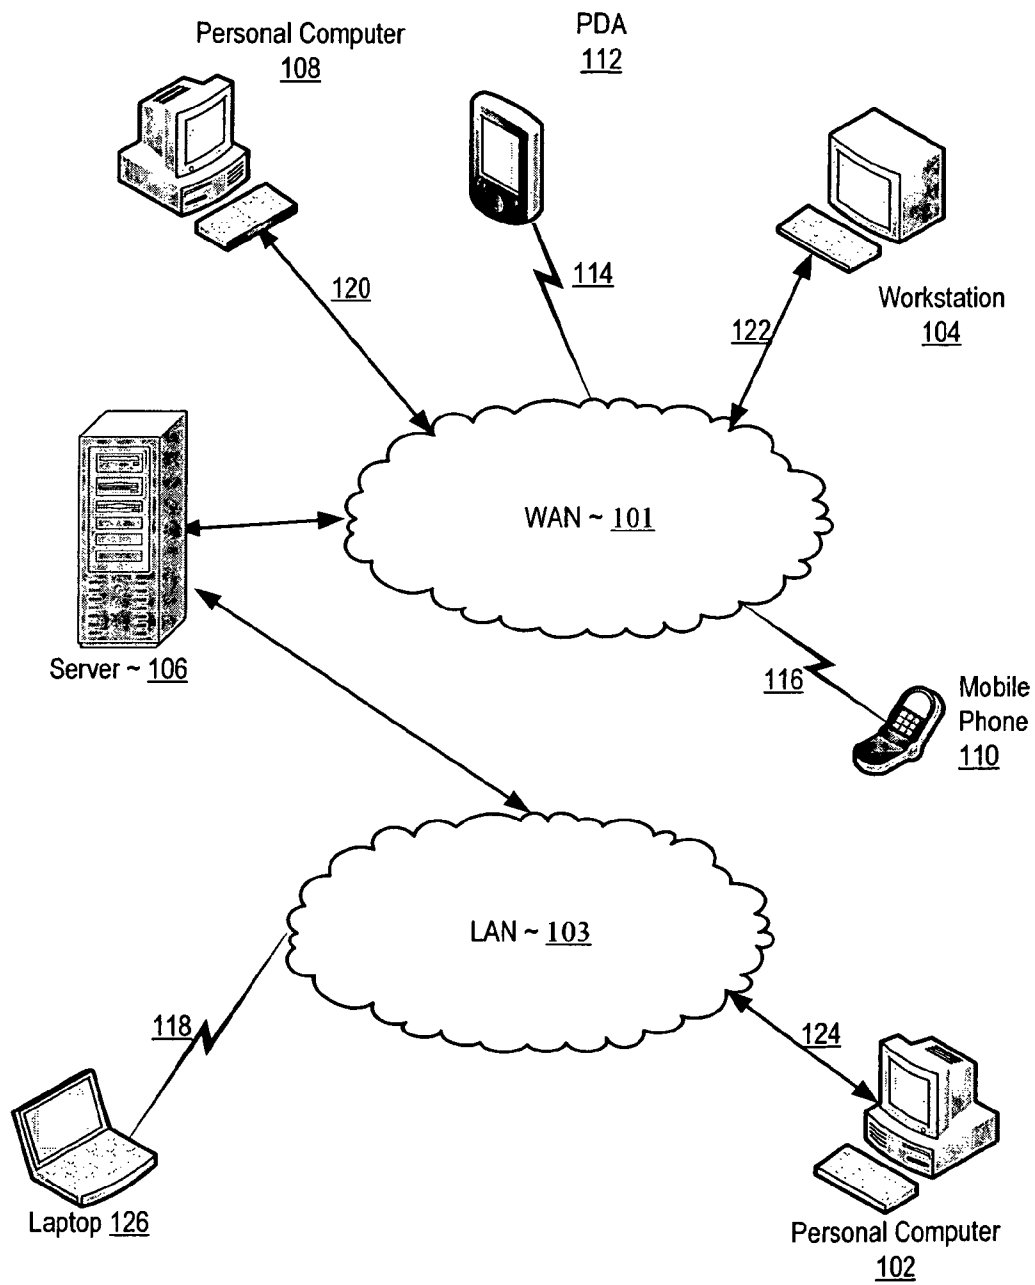 Personal Computer
108
PDA
112
120
114
122
Workstation
104
WAN ~ 101
Server ~ 106
116
Mobile
Phone
110
LAN ~ 103
118
124
Laptop 126
Personal Computer
102